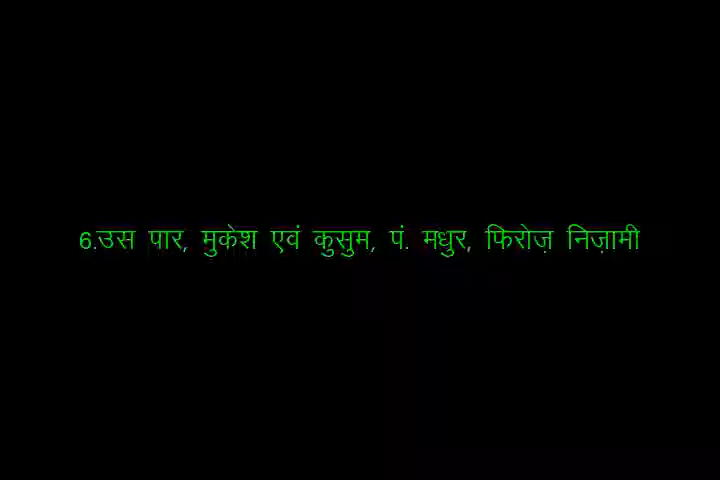 6.उस पार, मुकेश एवं कुसुम, पं. मधुर, फिरोज़ निज़ामी